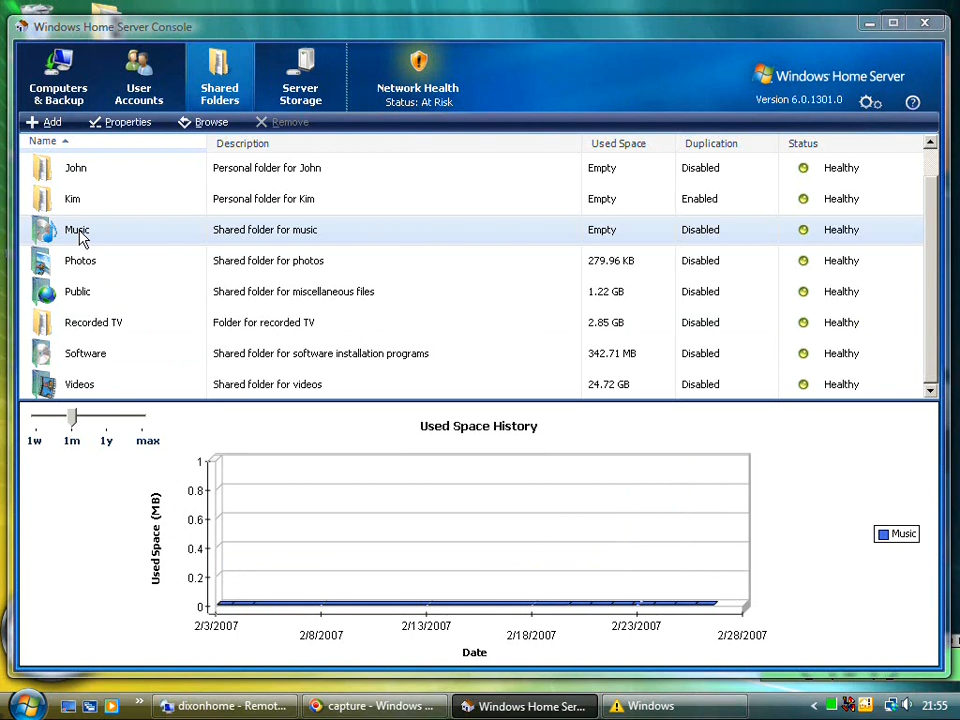 Windows Home Server Console
Computers & Backup
User Accounts
Shared Folders
Server Storage
Network Health
Status: At Risk
Windows Home Server
Version 6.0.1301.0
Add Properties Browse Remove
Name Description Used Space Duplication Status
John Personal folder for John Empty Disabled Healthy
Kim Personal folder for Kim Empty Enabled Healthy
Music Shared folder for music Empty Disabled Healthy
Photos Shared folder for photos 279.96 KB Disabled Healthy
Public Shared folder for miscellaneous files 1.22 GB Disabled Healthy
Recorded TV Folder for recorded TV 2.85 GB Disabled Healthy
Software Shared folder for software installation programs 342.71 MB Disabled Healthy
Videos Shared folder for videos 24.72 GB Disabled Healthy
1w 1m 1y max
Used Space History
1
0.8
0.6
0.4
0.2
0
Used Space (MB)
Music
2/3/2007 2/8/2007 2/13/2007 2/18/2007 2/23/2007 2/28/2007
Date
dixonhome - Remot... capture - Windows ... Windows Home Ser... Windows 21:55